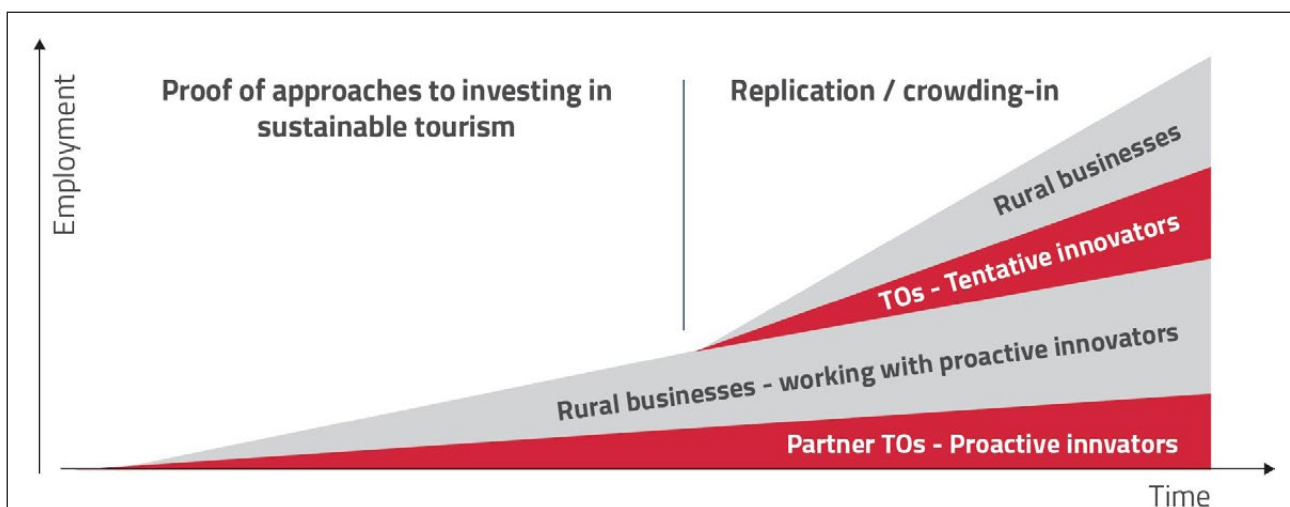 Employment
Proof of approaches to investing in
sustainable tourism
Replication / crowding-in
Rural businesses
TOs - Tentative innovators
Rural businesses - working with proactive innovators
Partner TOs - Proactive innvators
Time